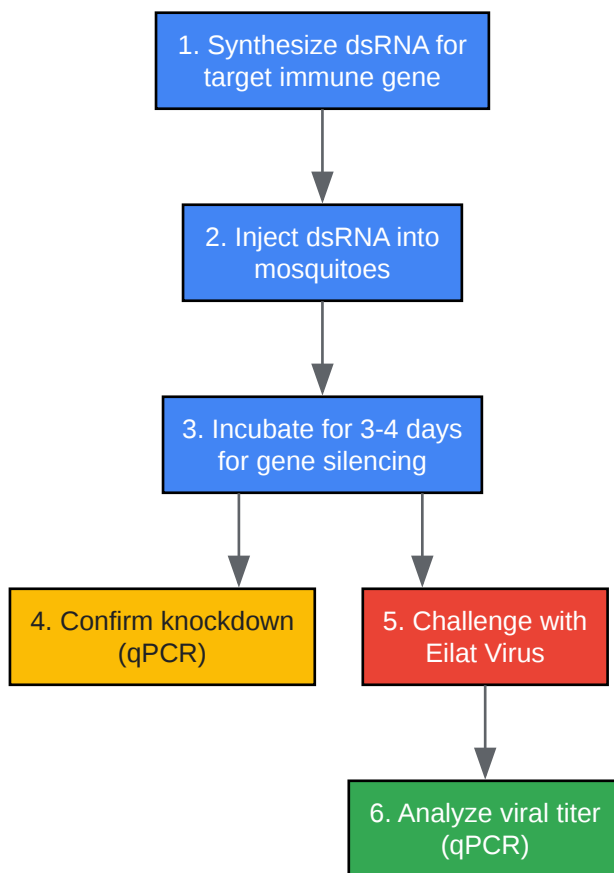 1. Synthesize dsRNA for
target immune gene
2. Inject dsRNA into
mosquitoes
3. Incubate for 3-4 days
for gene silencing
4. Confirm knockdown
(qPCR)
5. Challenge with
Eilat Virus
6. Analyze viral titer
(qPCR)